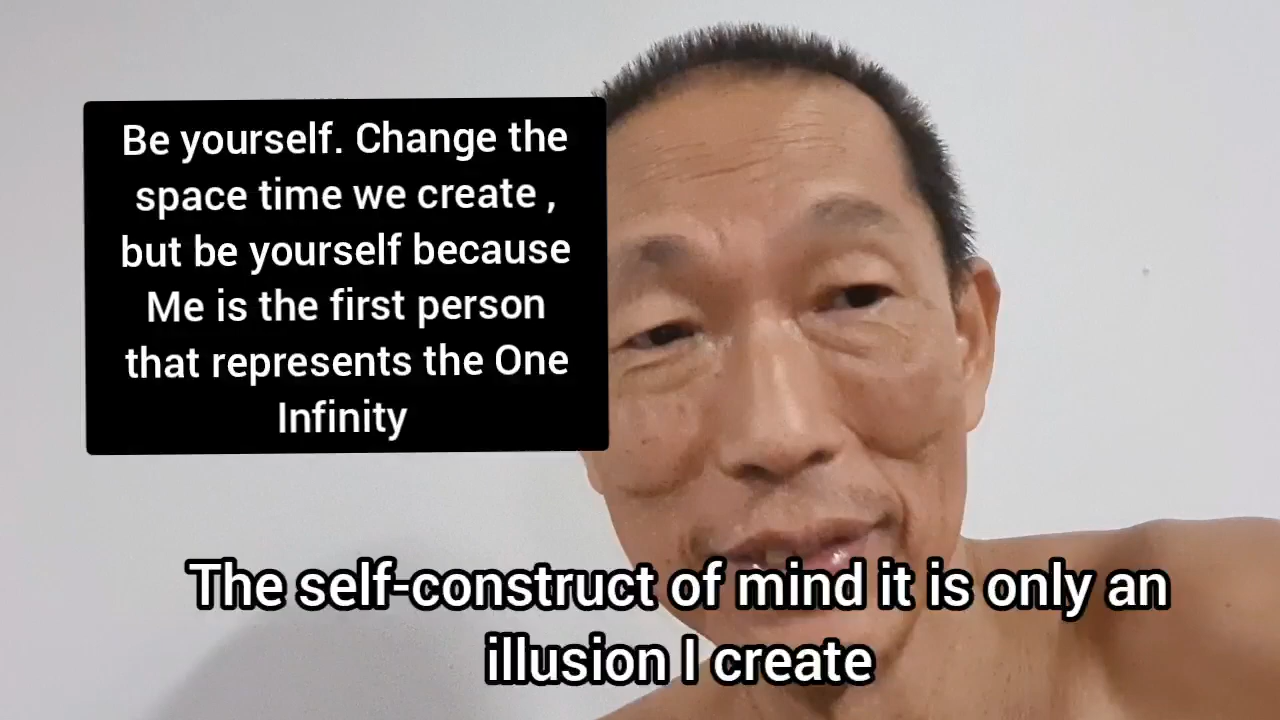 Be yourself. Change the
space time we create ,
but be yourself because
Me is the first person
that represents the One
Infinity
The self-construct of mind it is only an
illusion I create